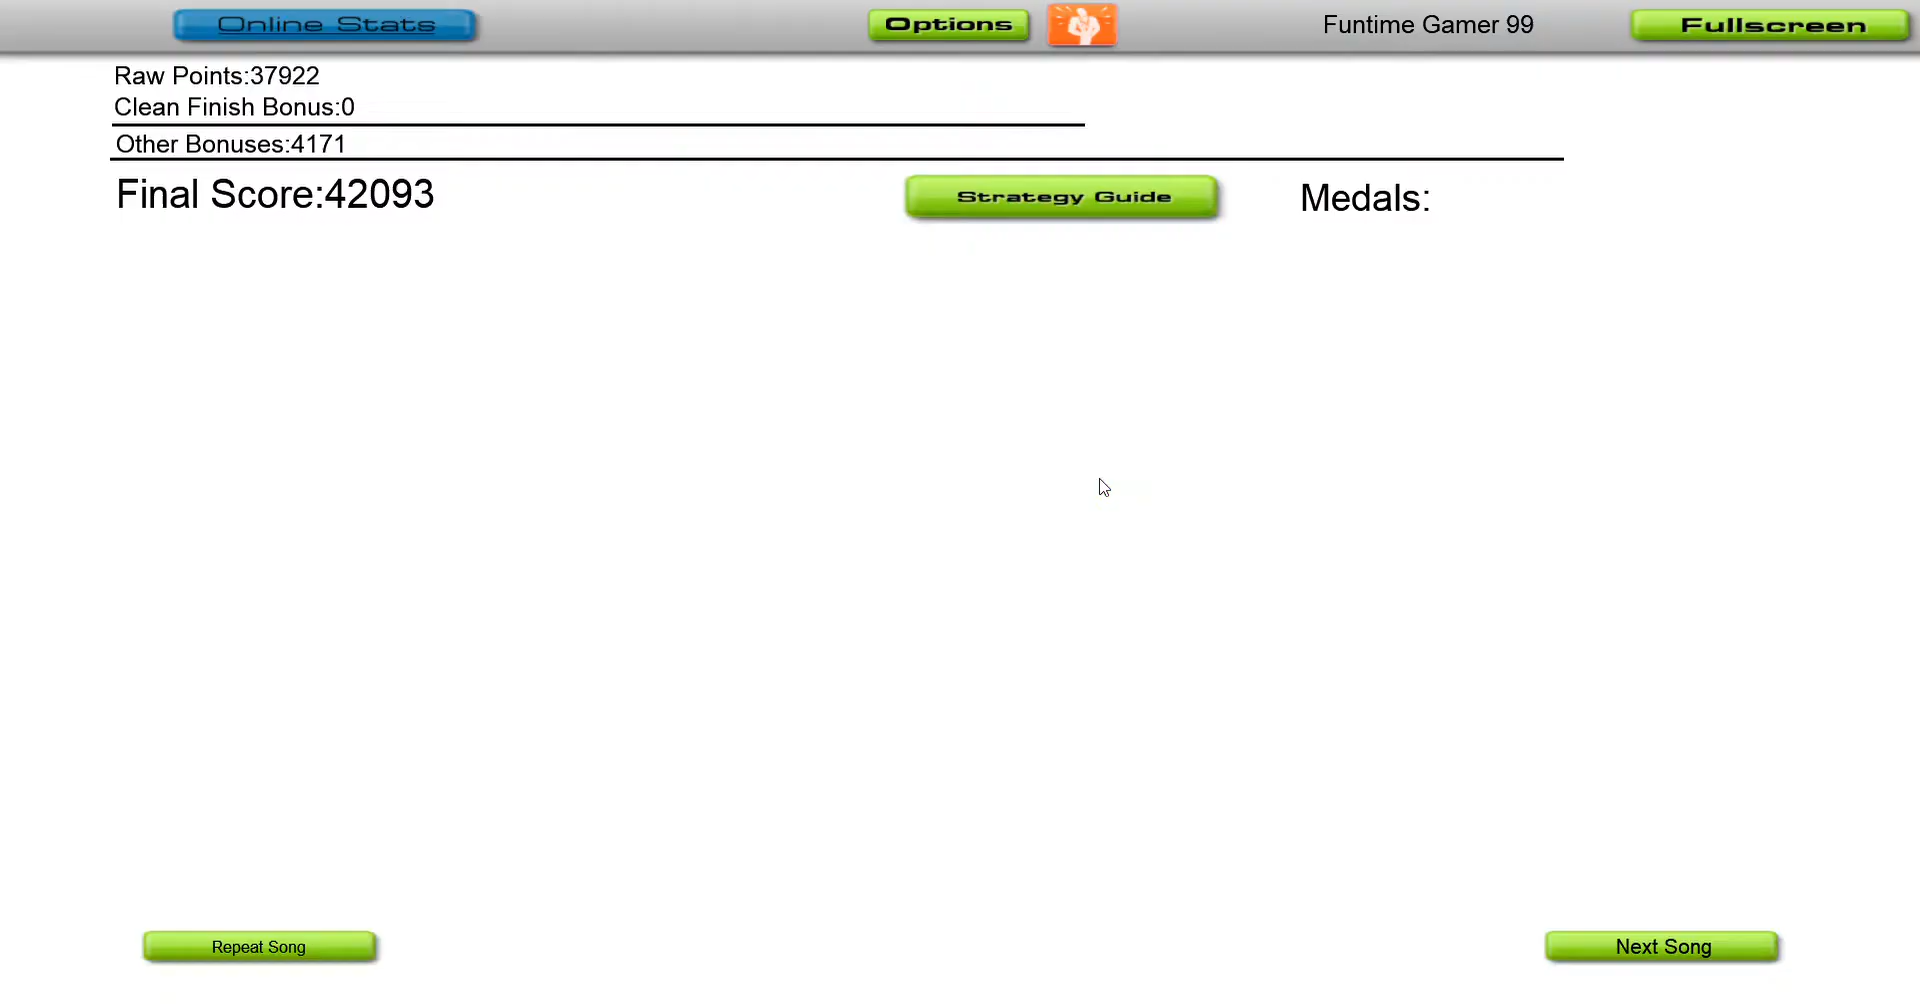 Online Stats
Options
Funtime Gamer 99
Fullscreen
Raw Points:37922
Clean Finish Bonus:0
Other Bonuses:4171
Final Score:42093
Strategy Guide
Medals:
Repeat Song
Next Song